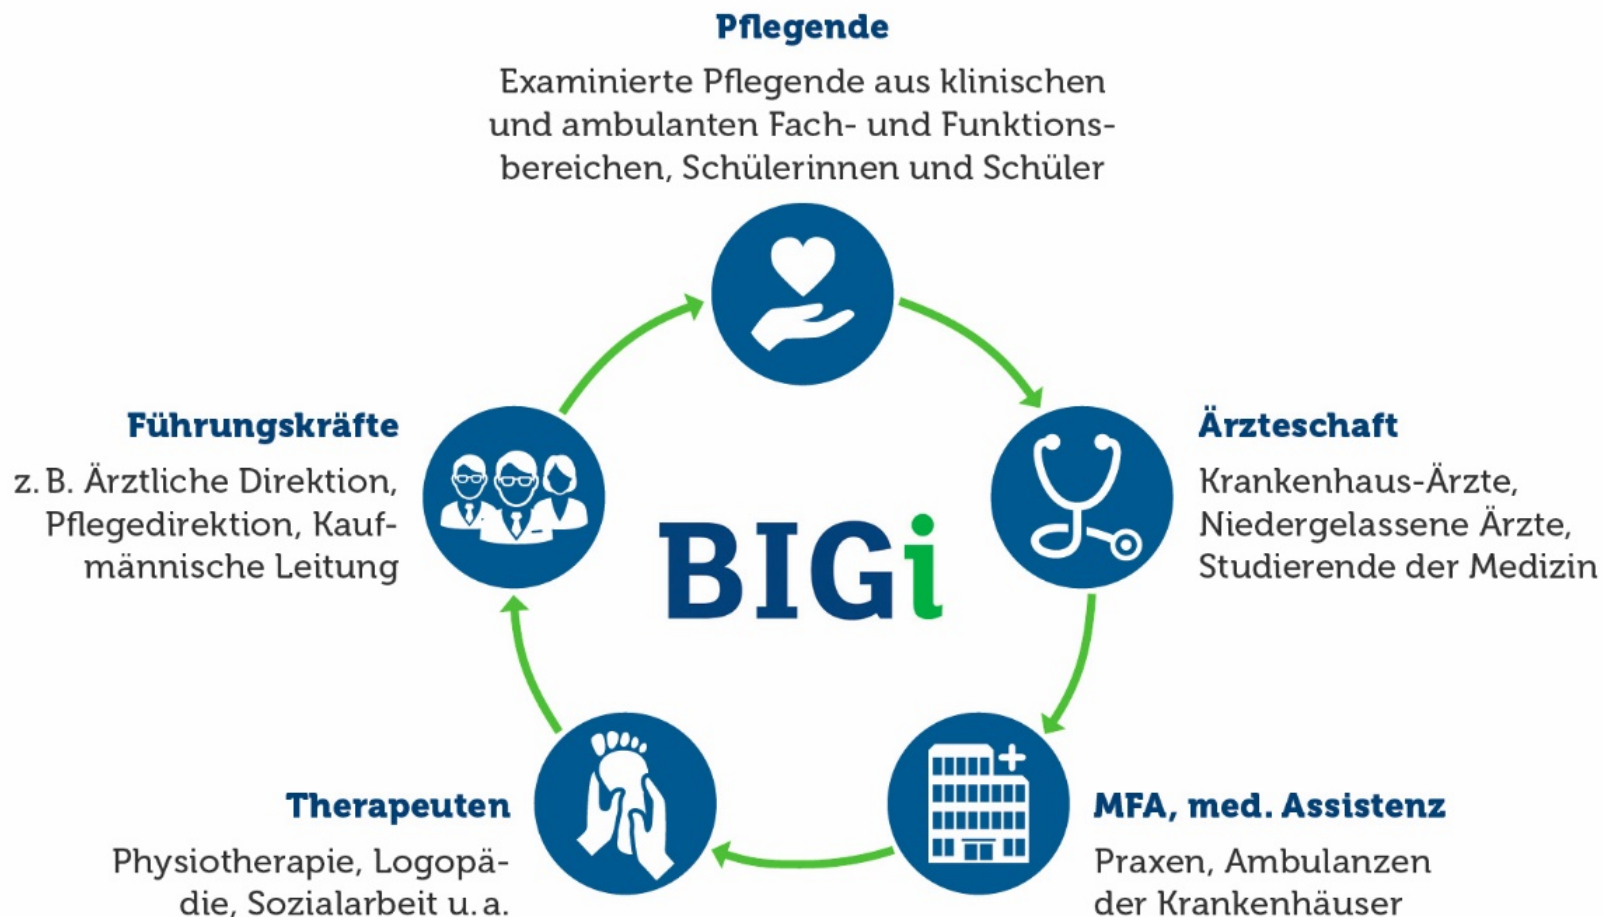 Pflegende
Examinierte Pflegende aus klinischen
und ambulanten Fach- und Funktions-
bereichen, Schülerinnen und Schüler
Führungskräfte
z. B. Ärztliche Direktion,
Pflegedirektion, Kauf-
männische Leitung
BIGi
Ärzteschaft
Krankenhaus-Ärzte,
Niedergelassene Ärzte,
Studierende der Medizin
Therapeuten
Physiotherapie, Logopä-
die, Sozialarbeit u. a.
MFA, med. Assistenz
Praxen, Ambulanzen
der Krankenhäuser